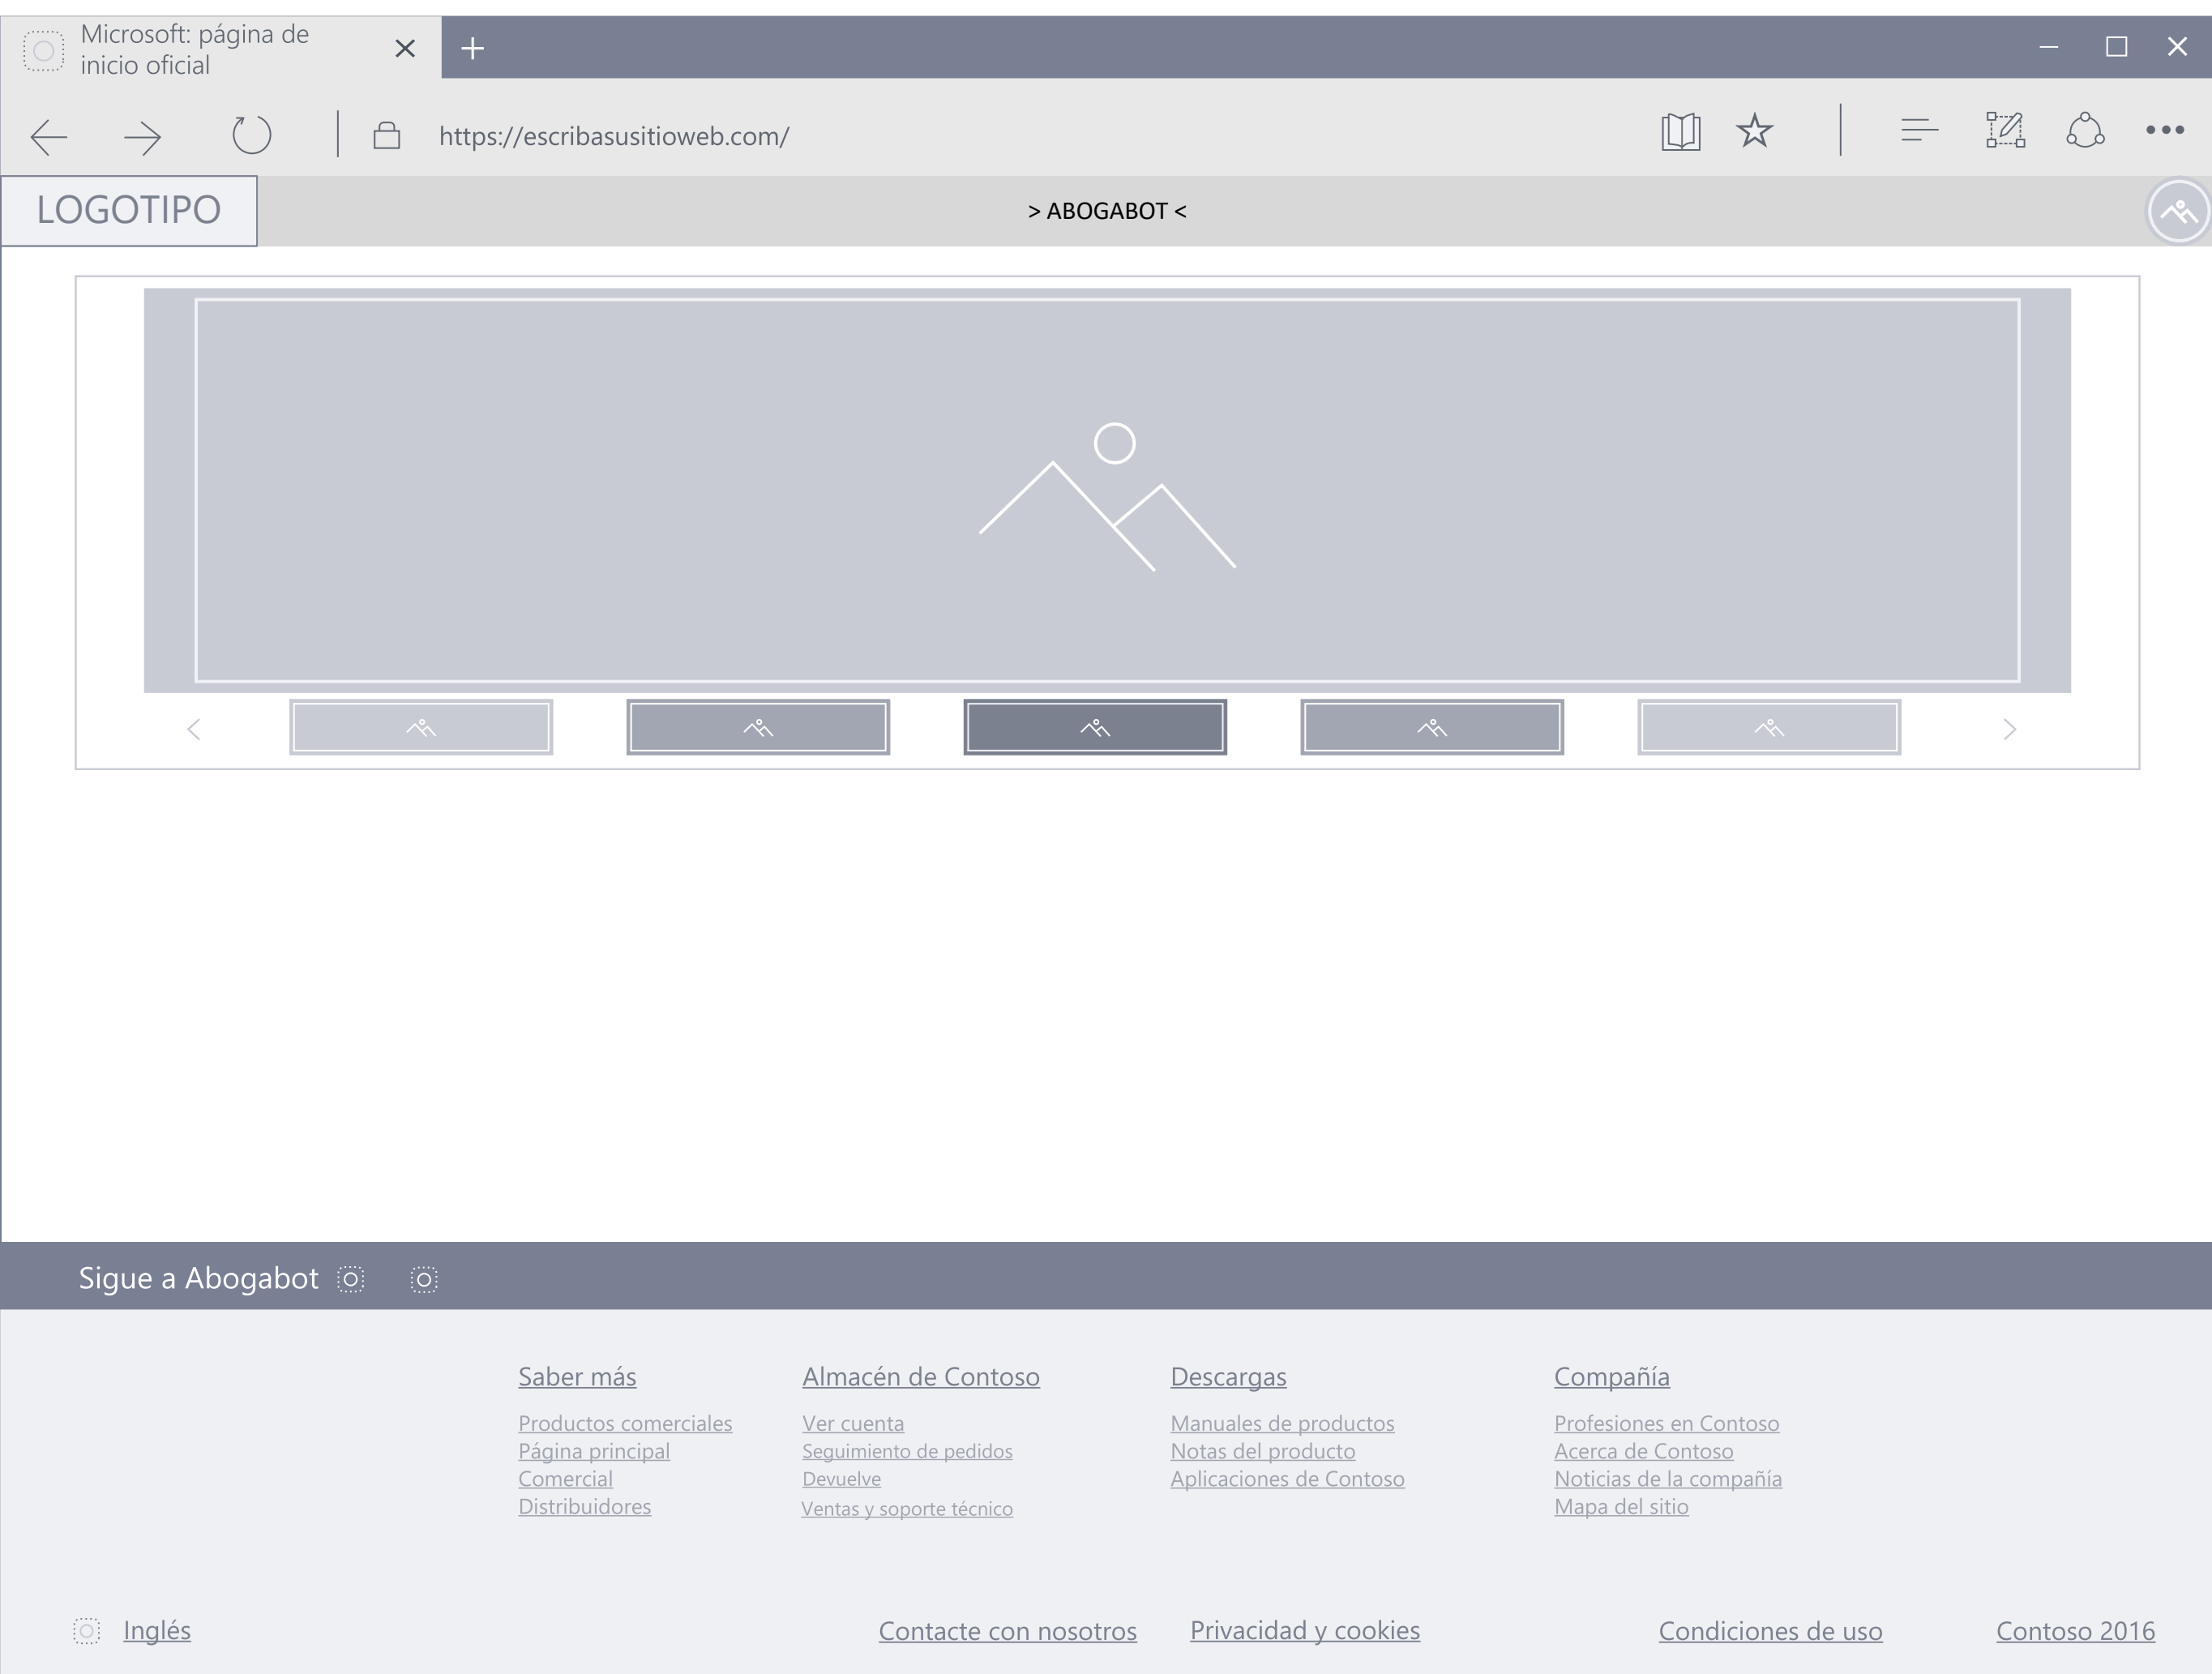 Microsoft: página de
inicio oficial
https://escribasusitioweb.com/
LOGOTIPO
> ABOGABOT <
Sigue a Abogabot
Saber más
Productos comerciales
Página principal
Comercial
Distribuidores
Almacén de Contoso
Ver cuenta
Seguimiento de pedidos
Devuelve
Ventas y soporte técnico
Descargas
Manuales de productos
Notas del producto
Aplicaciones de Contoso
Compañía
Profesiones en Contoso
Acerca de Contoso
Noticias de la compañía
Mapa del sitio
Inglés
Contacte con nosotros
Privacidad y cookies
Condiciones de uso
Contoso 2016